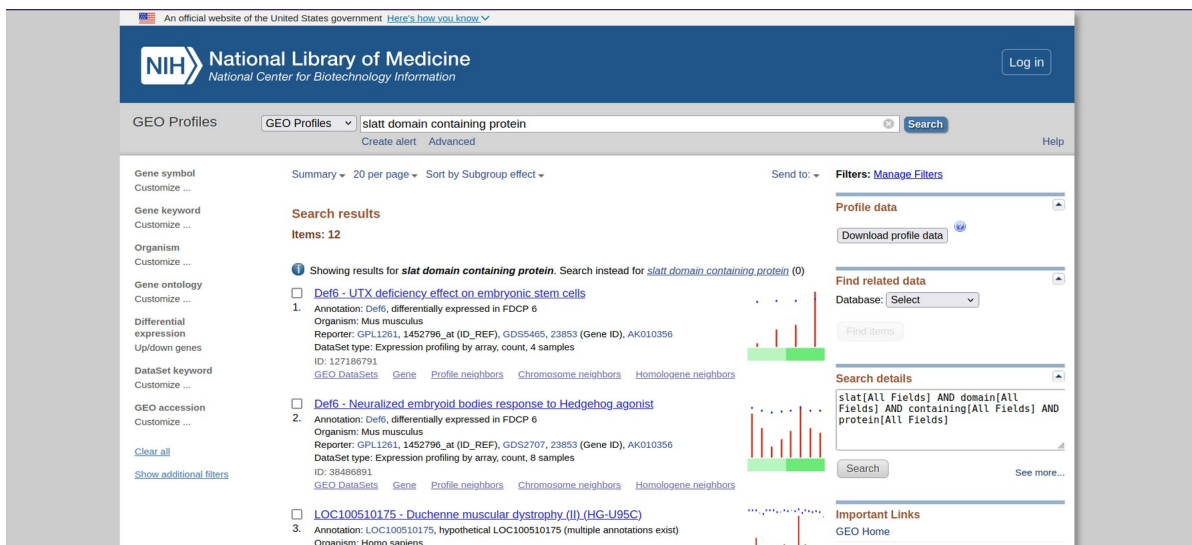 An official website of the United States government Here's how you know
NIH
National Library of Medicine
National Center for Biotechnology Information
Log in
GEO Profiles
GEO Profiles
slatt domain containing protein
Search
Create alert Advanced
Help
Gene symbol
Customize ...
Gene keyword
Customize ...
Organism
Customize ...
Gene ontology
Customize ...
Differential
expression
Up/down genes
DataSet keyword
Customize ...
GEO accession
Customize ...
Clear all
Show additional filters
Summary 20 per page Sort by Subgroup effect
Send to:
Search results
Items: 12
Showing results for slat domain containing protein. Search instead for slatt domain containing protein (0)
Def6 - UTX deficiency effect on embryonic stem cells
1. Annotation: Def6, differentially expressed in FDCP 6
Organism: Mus musculus
Reporter: GPL1261, 1452796_at (ID_REF), GDS5465, 23853 (Gene ID), AK010356
DataSet type: Expression profiling by array, count, 4 samples
ID: 127186791
GEO DataSets Gene Profile neighbors Chromosome neighbors Homologene neighbors
Def6 - Neuralized embryoid bodies response to Hedgehog agonist
2. Annotation: Def6, differentially expressed in FDCP 6
Organism: Mus musculus
Reporter: GPL1261, 1452796_at (ID_REF), GDS2707, 23853 (Gene ID), AK010356
DataSet type: Expression profiling by array, count, 8 samples
ID: 38486891
GEO DataSets Gene Profile neighbors Chromosome neighbors Homologene neighbors
LOC100510175 - Duchenne muscular dystrophy (II) (HG-U95C)
3. Annotation: LOC100510175, hypothetical LOC100510175 (multiple annotations exist)
Organism: Homo sapiens
Filters: Manage Filters
Profile data
Download profile data
Find related data
Database: Select
Find items
Search details
slat[All Fields] AND domain[All
Fields] AND containing[All Fields] AND
protein[All Fields]
Search
See more...
Important Links
GEO Home